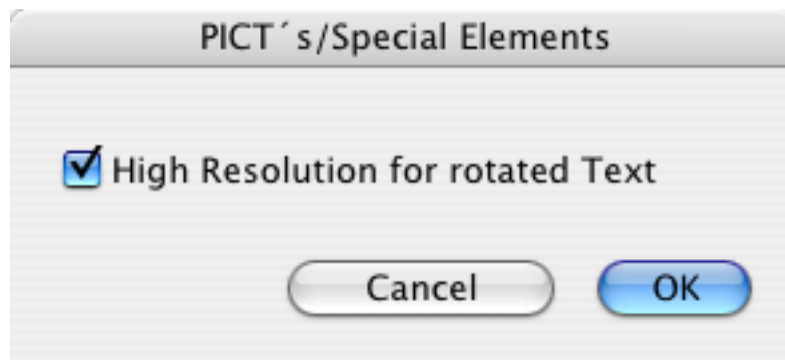 PICT´s/Special Elements
High Resolution for rotated Text
Cancel OK